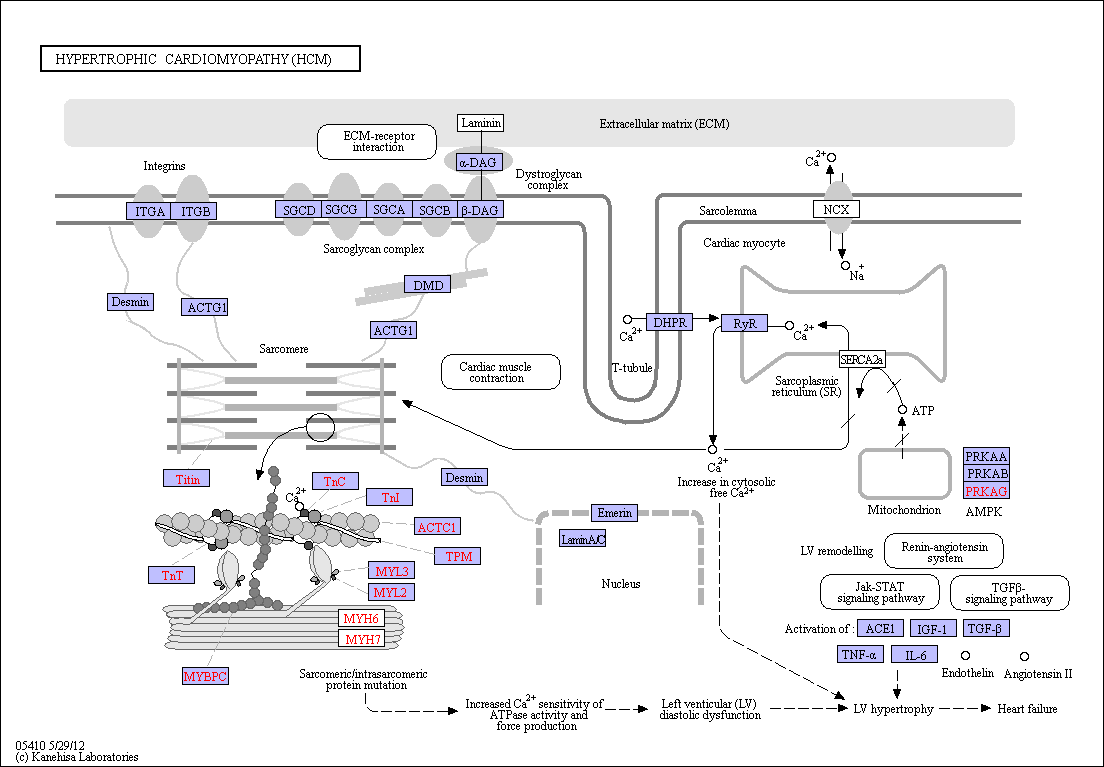 HYPERTROPHIC CARDIOMYOPATHY (HCM)
Laminin
Extracellular matrix (ECM)
ECM-receptor
interaction
α-DAG
Ca2+
Integrins
Dystroglycan
complex
ITGA
ITGB
SGCD
SGCG
SGCA
SGCB
β-DAG
Sarcolemma
NCX
Sarcoglycan complex
Cardiac myocyte
Na+
DMD
Desmin
ACTG1
ACTG1
DHPR
RyR
Ca2+
Ca2+
Sarcomere
SERCA2a
T-tubule
Cardiac muscle
contraction
Sarcoplasmic
reticulum (SR)
ATP
Ca2+
Increase in cytosolic
free Ca2+
PRKAA
PRKAB
PRKAG
AMPK
Mitochondrion
Titin
Desmin
TnC
Ca2+
TnI
ACTC1
TPM
TnT
MYL3
MYL2
MYH6
MYH7
MYBPC
Emerin
LaminA/C
Nucleus
LV remodelling
Renin-angiotensin
system
Jak-STAT
signaling pathway
TGFβ-
signaling pathway
Activation of :
ACE1
IGF-1
TGF-β
TNF-α
IL-6
Endothelin
Angiotensin II
Sarcomeric/intrasarcomeric
protein mutation
Increased Ca2+ sensitivity of
ATPase activity and
force production
Left venticular (LV)
diastolic dysfunction
LV hypertrophy
Heart failure
05410 5/29/12
(c) Kanehisa Laboratories